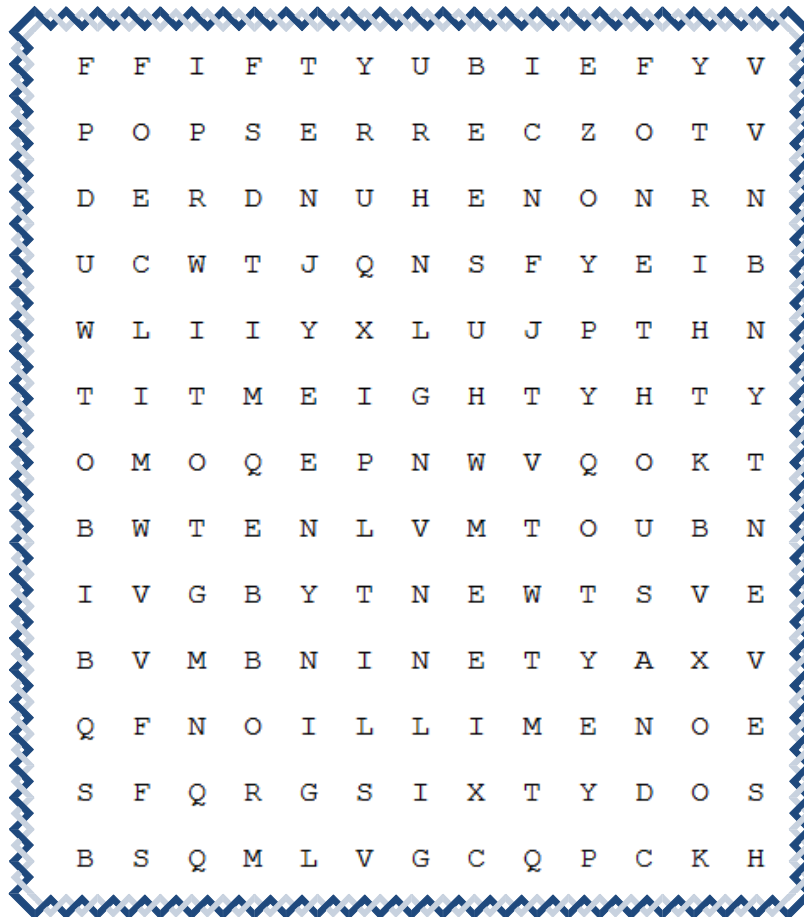 F F I F T Y U B I E F Y V
P O P S E R R E C Z O T V
D E R D N U H E N O N R N
U C W T J Q N S F Y E I B
W L I I Y X L U J P T H N
T I T M E I G H T Y H T Y
O M O Q E P N W V Q O K T
B W T E N L V M T O U B N
I V G B Y T N E W T S V E
B V M B N I N E T Y A X V
Q F N O I L L I M E N O E
S F Q R G S I X T Y D O S
B S Q M L V G C Q P C K H